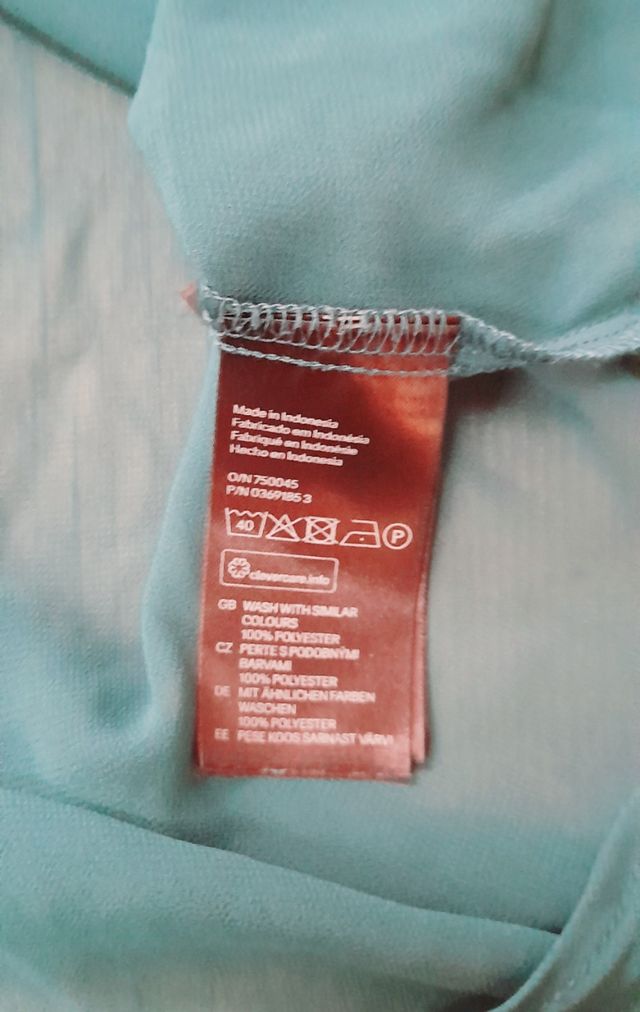 Made in Indonesia
Fabricado em Indonésia
Fabriqué en Indonésie
Hecho en Indonesia
O/N 750045
P/N 0369185 3
40 P
clevercare.info
GB WASH WITH SIMILAR
COLOURS
100% POLYESTER
CZ PERTE S PODOBNÝMI
BARVAMI
100% POLYESTER
DE MIT ÄHNLICHEN FARBEN
WASCHEN
100% POLYESTER
EE PESE KOOS SARNAST VÄRVI